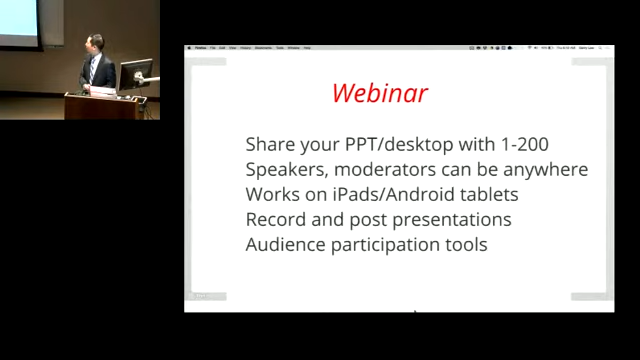 Webinar
Share your PPT/desktop with 1-200
Speakers, moderators can be anywhere
Works on iPads/Android tablets
Record and post presentations
Audience participation tools